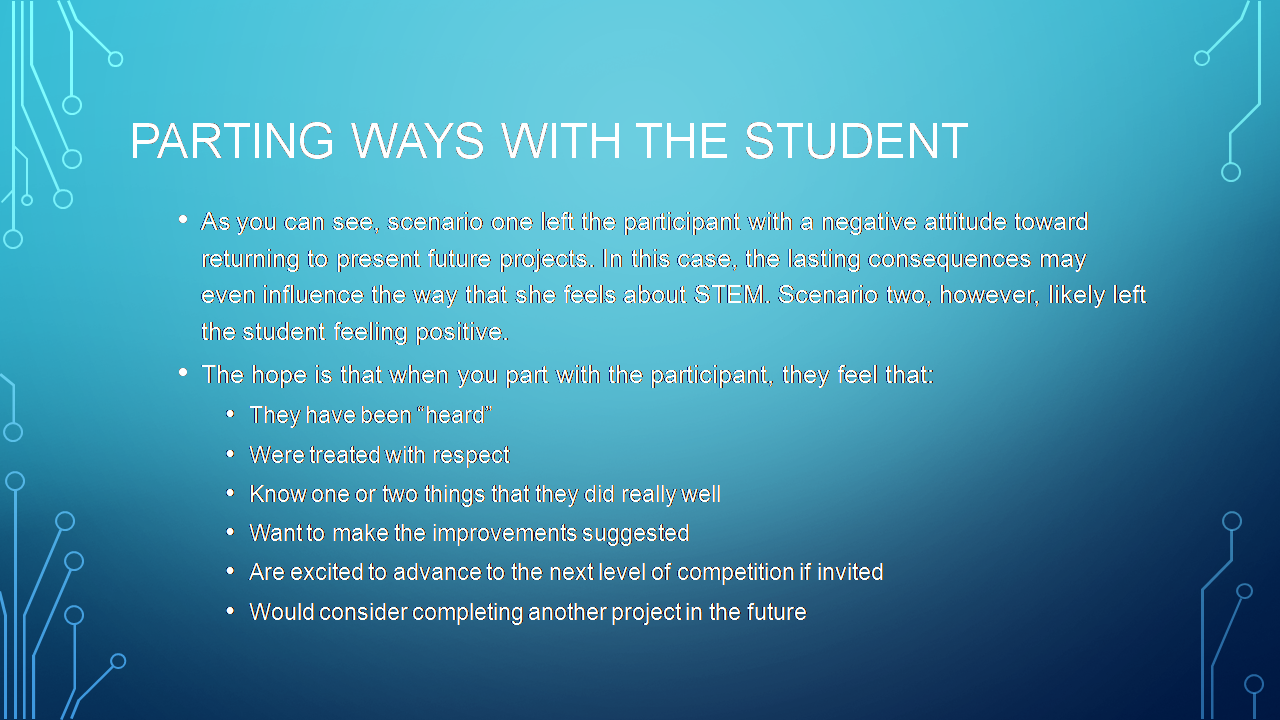 PARTING WAYS WITH THE STUDENT
• As you can see, scenario one left the participant with a negative attitude toward
returning to present future projects. In this case, the lasting consequences may
even influence the way that she feels about STEM. Scenario two, however, likely left
the student feeling positive.
• The hope is that when you part with the participant, they feel that:
• They have been “heard”
• Were treated with respect
• Know one or two things that they did really well
• Want to make the improvements suggested
• Are excited to advance to the next level of competition if invited
• Would consider completing another project in the future